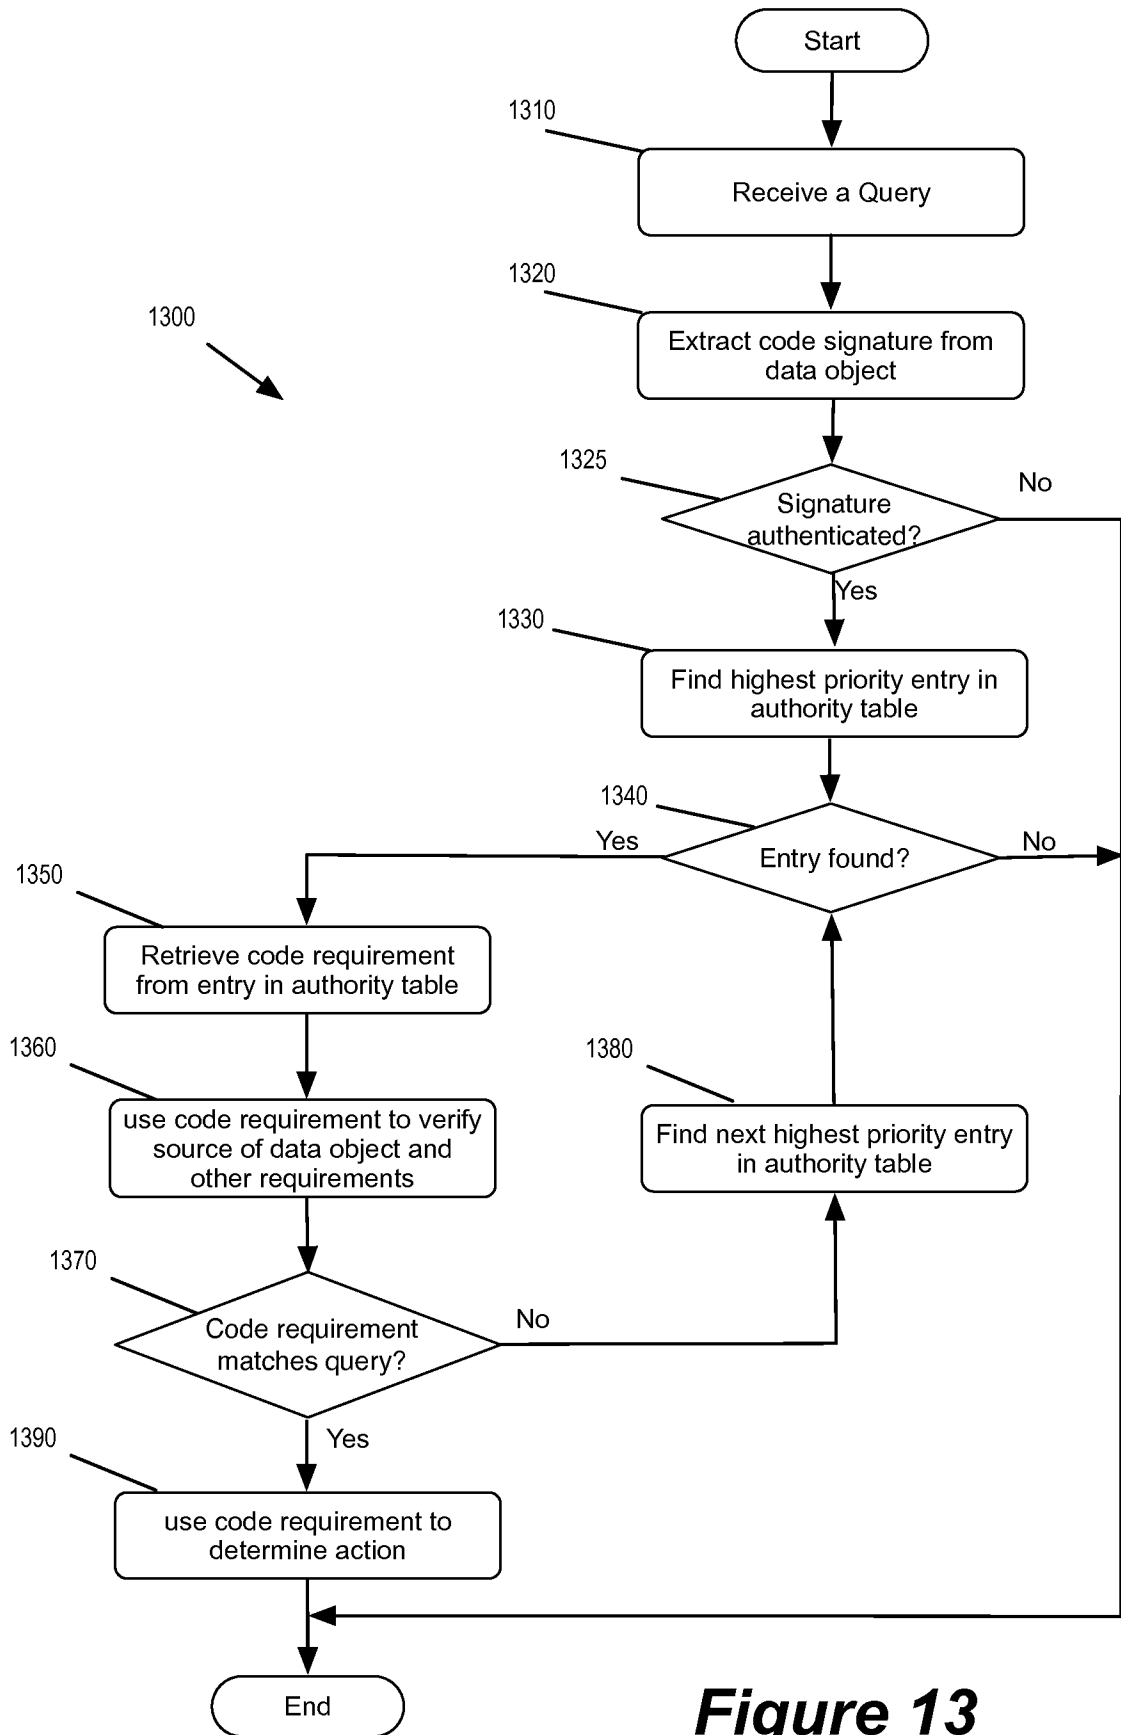 Start
1310
Receive a Query
1320
1300
Extract code signature from
data object
1325
No
Signature
authenticated?
Yes
1330
Find highest priority entry in
authority table
1340
Yes
Entry found?
No
1350
Retrieve code requirement
from entry in authority table
1360
1380
use code requirement to verify
source of data object and
other requirements
Find next highest priority entry
in authority table
1370
No
Code requirement
matches query?
1390
Yes
use code requirement to
determine action
End
Figure 13